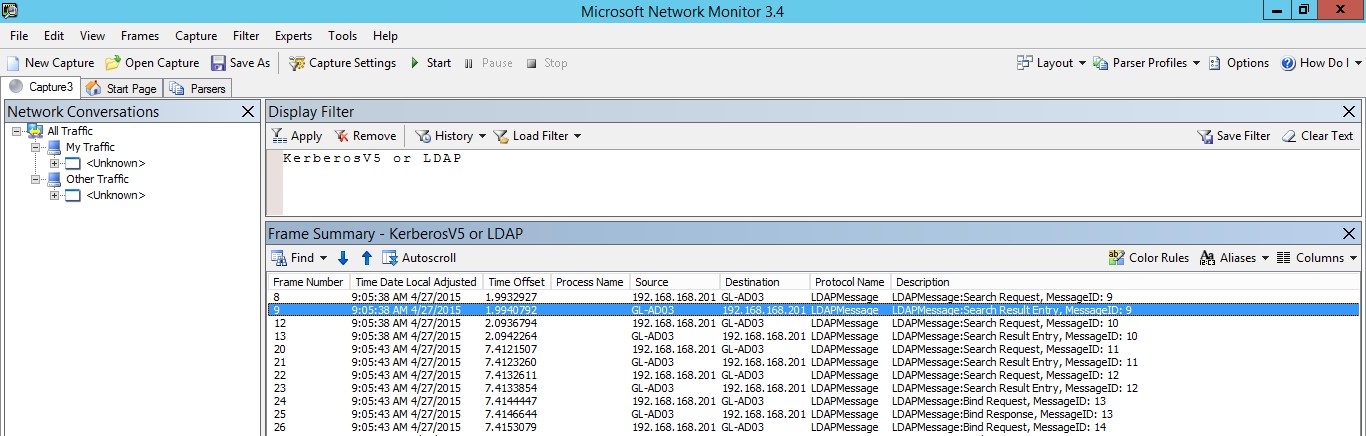 Microsoft Network Monitor 3.4
File Edit View Frames Capture Filter Experts Tools Help
New Capture Open Capture Save As Capture Settings Start Pause Stop Layout Parser Profiles Options How Do I
Capture3 Start Page Parsers
Network Conversations
All Traffic
My Traffic
<Unknown>
Other Traffic
<Unknown>
Display Filter
Apply Remove History Load Filter Save Filter Clear Text
KerberosV5 or LDAP
Frame Summary - KerberosV5 or LDAP
Find Autoscroll Color Rules Aliases Columns
Frame Number Time Date Local Adjusted Time Offset Process Name Source Destination Protocol Name Description
8 9:05:38 AM 4/27/2015 1.9932927 192.168.168.201 GL-AD03 LDAPMessage LDAPMessage:Search Request, MessageID: 9
9 9:05:38 AM 4/27/2015 1.9940792 GL-AD03 192.168.168.201 LDAPMessage LDAPMessage:Search Result Entry, MessageID: 9
12 9:05:38 AM 4/27/2015 2.0936794 192.168.168.201 GL-AD03 LDAPMessage LDAPMessage:Search Request, MessageID: 10
13 9:05:38 AM 4/27/2015 2.0942264 GL-AD03 192.168.168.201 LDAPMessage LDAPMessage:Search Result Entry, MessageID: 10
20 9:05:43 AM 4/27/2015 7.4121507 192.168.168.201 GL-AD03 LDAPMessage LDAPMessage:Search Request, MessageID: 11
21 9:05:43 AM 4/27/2015 7.4123260 GL-AD03 192.168.168.201 LDAPMessage LDAPMessage:Search Result Entry, MessageID: 11
22 9:05:43 AM 4/27/2015 7.4132611 192.168.168.201 GL-AD03 LDAPMessage LDAPMessage:Search Request, MessageID: 12
23 9:05:43 AM 4/27/2015 7.4133854 GL-AD03 192.168.168.201 LDAPMessage LDAPMessage:Search Result Entry, MessageID: 12
24 9:05:43 AM 4/27/2015 7.4144447 192.168.168.201 GL-AD03 LDAPMessage LDAPMessage:Bind Request, MessageID: 13
25 9:05:43 AM 4/27/2015 7.4146644 GL-AD03 192.168.168.201 LDAPMessage LDAPMessage:Bind Response, MessageID: 13
26 9:05:43 AM 4/27/2015 7.4153079 192.168.168.201 GL-AD03 LDAPMessage LDAPMessage:Bind Request, MessageID: 14